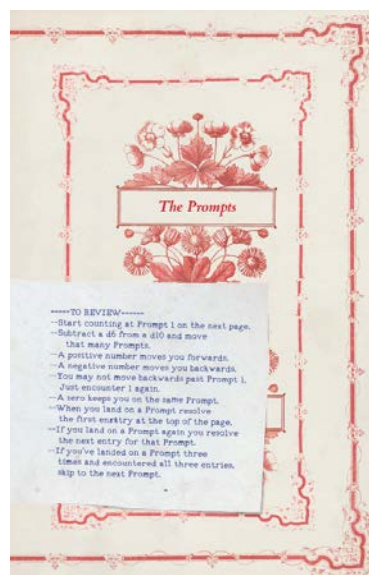 The Prompts
-----TO REVIEW------
--Start counting at Prompt 1 on the next page.
--Subtract a d6 from a d10 and move
that many Prompts.
--A positive number moves you forwards.
--A negative number moves you backwards.
--You may not move backwards past Prompt 1.
Just encounter 1 again.
--A zero keeps you on the same Prompt.
--When you land on a Prompt resolve
the first at the top of the page.
--If you land on a Prompt again you resolve
the next entry for that Prompt.
--If you've landed on a Prompt three
times and encountered all three entries,
skip to the next Prompt.